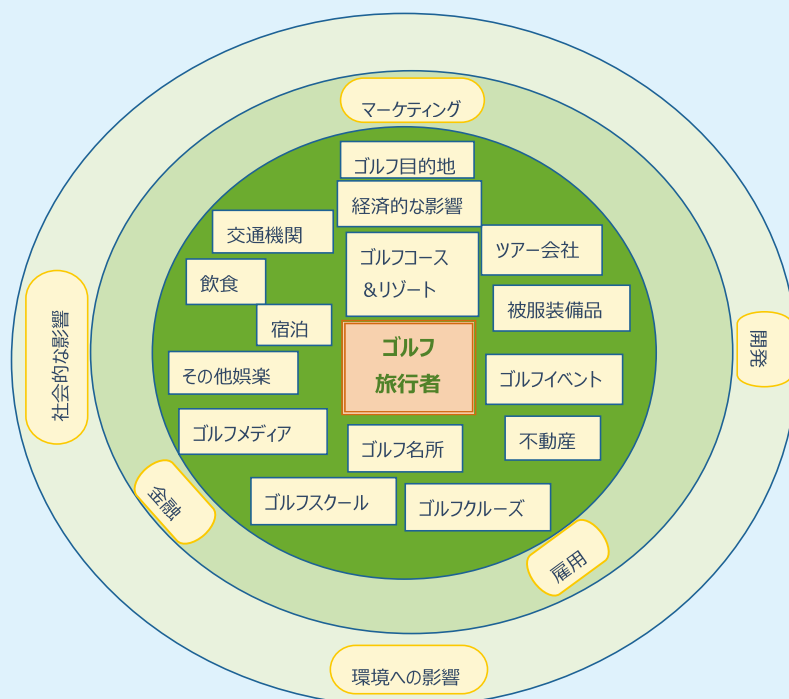 マーケティング
ゴルフ目的地
経済的な影響
交通機関
ゴルフコース
&リゾート
ツアー会社
飲食
被服装備品
宿泊
社会的な影響
ゴルフ
旅行者
開発
その他娯楽
ゴルフイベント
ゴルフメディア
ゴルフ名所
不動産
金融
ゴルフスクール
ゴルフクルーズ
雇用
環境への影響